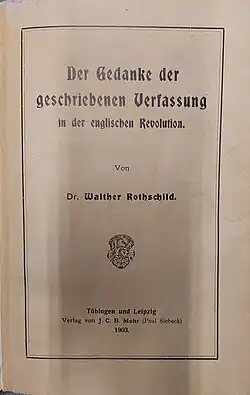 Der Gedanke der
geschriebenen Verfassung
in der englischen Revolution.
Von
Dr. Walther Rothschild.
Tübingen und Leipzig
Verlag von J. C. B. Mohr (Paul Siebeck)
1903.